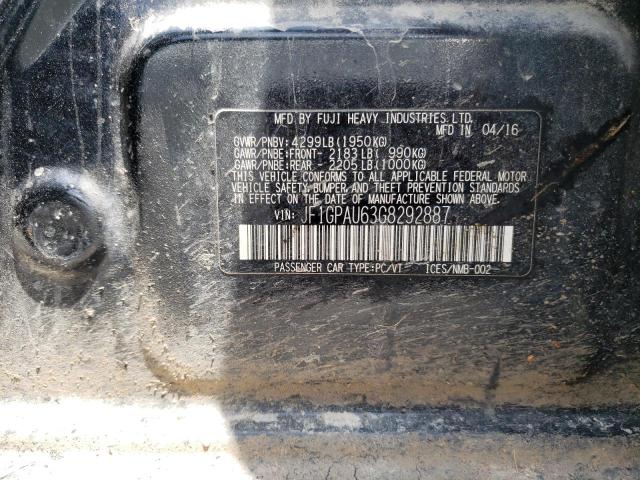 MFD BY FUJI HEAVY INDUSTRIES LTD.
MFD IN 04/16
GVWR/PNBV: 4299LB(1950KG)
GAWR/PNBE:FRONT- 2183LB( 990KG)
GAWR/PNBE:REAR - 2205LB(1000KG)
THIS VEHICLE CONFORMS TO ALL APPLICABLE FEDERAL MOTOR
VEHICLE SAFETY, BUMPER, AND THEFT PREVENTION STANDARDS
IN EFFECT ON THE DATE OF MANUFACTURE SHOWN ABOVE.
VIN: JF1GPAU63G8292887
PASSENGER CAR TYPE:PC/VT ICES/NMB-002